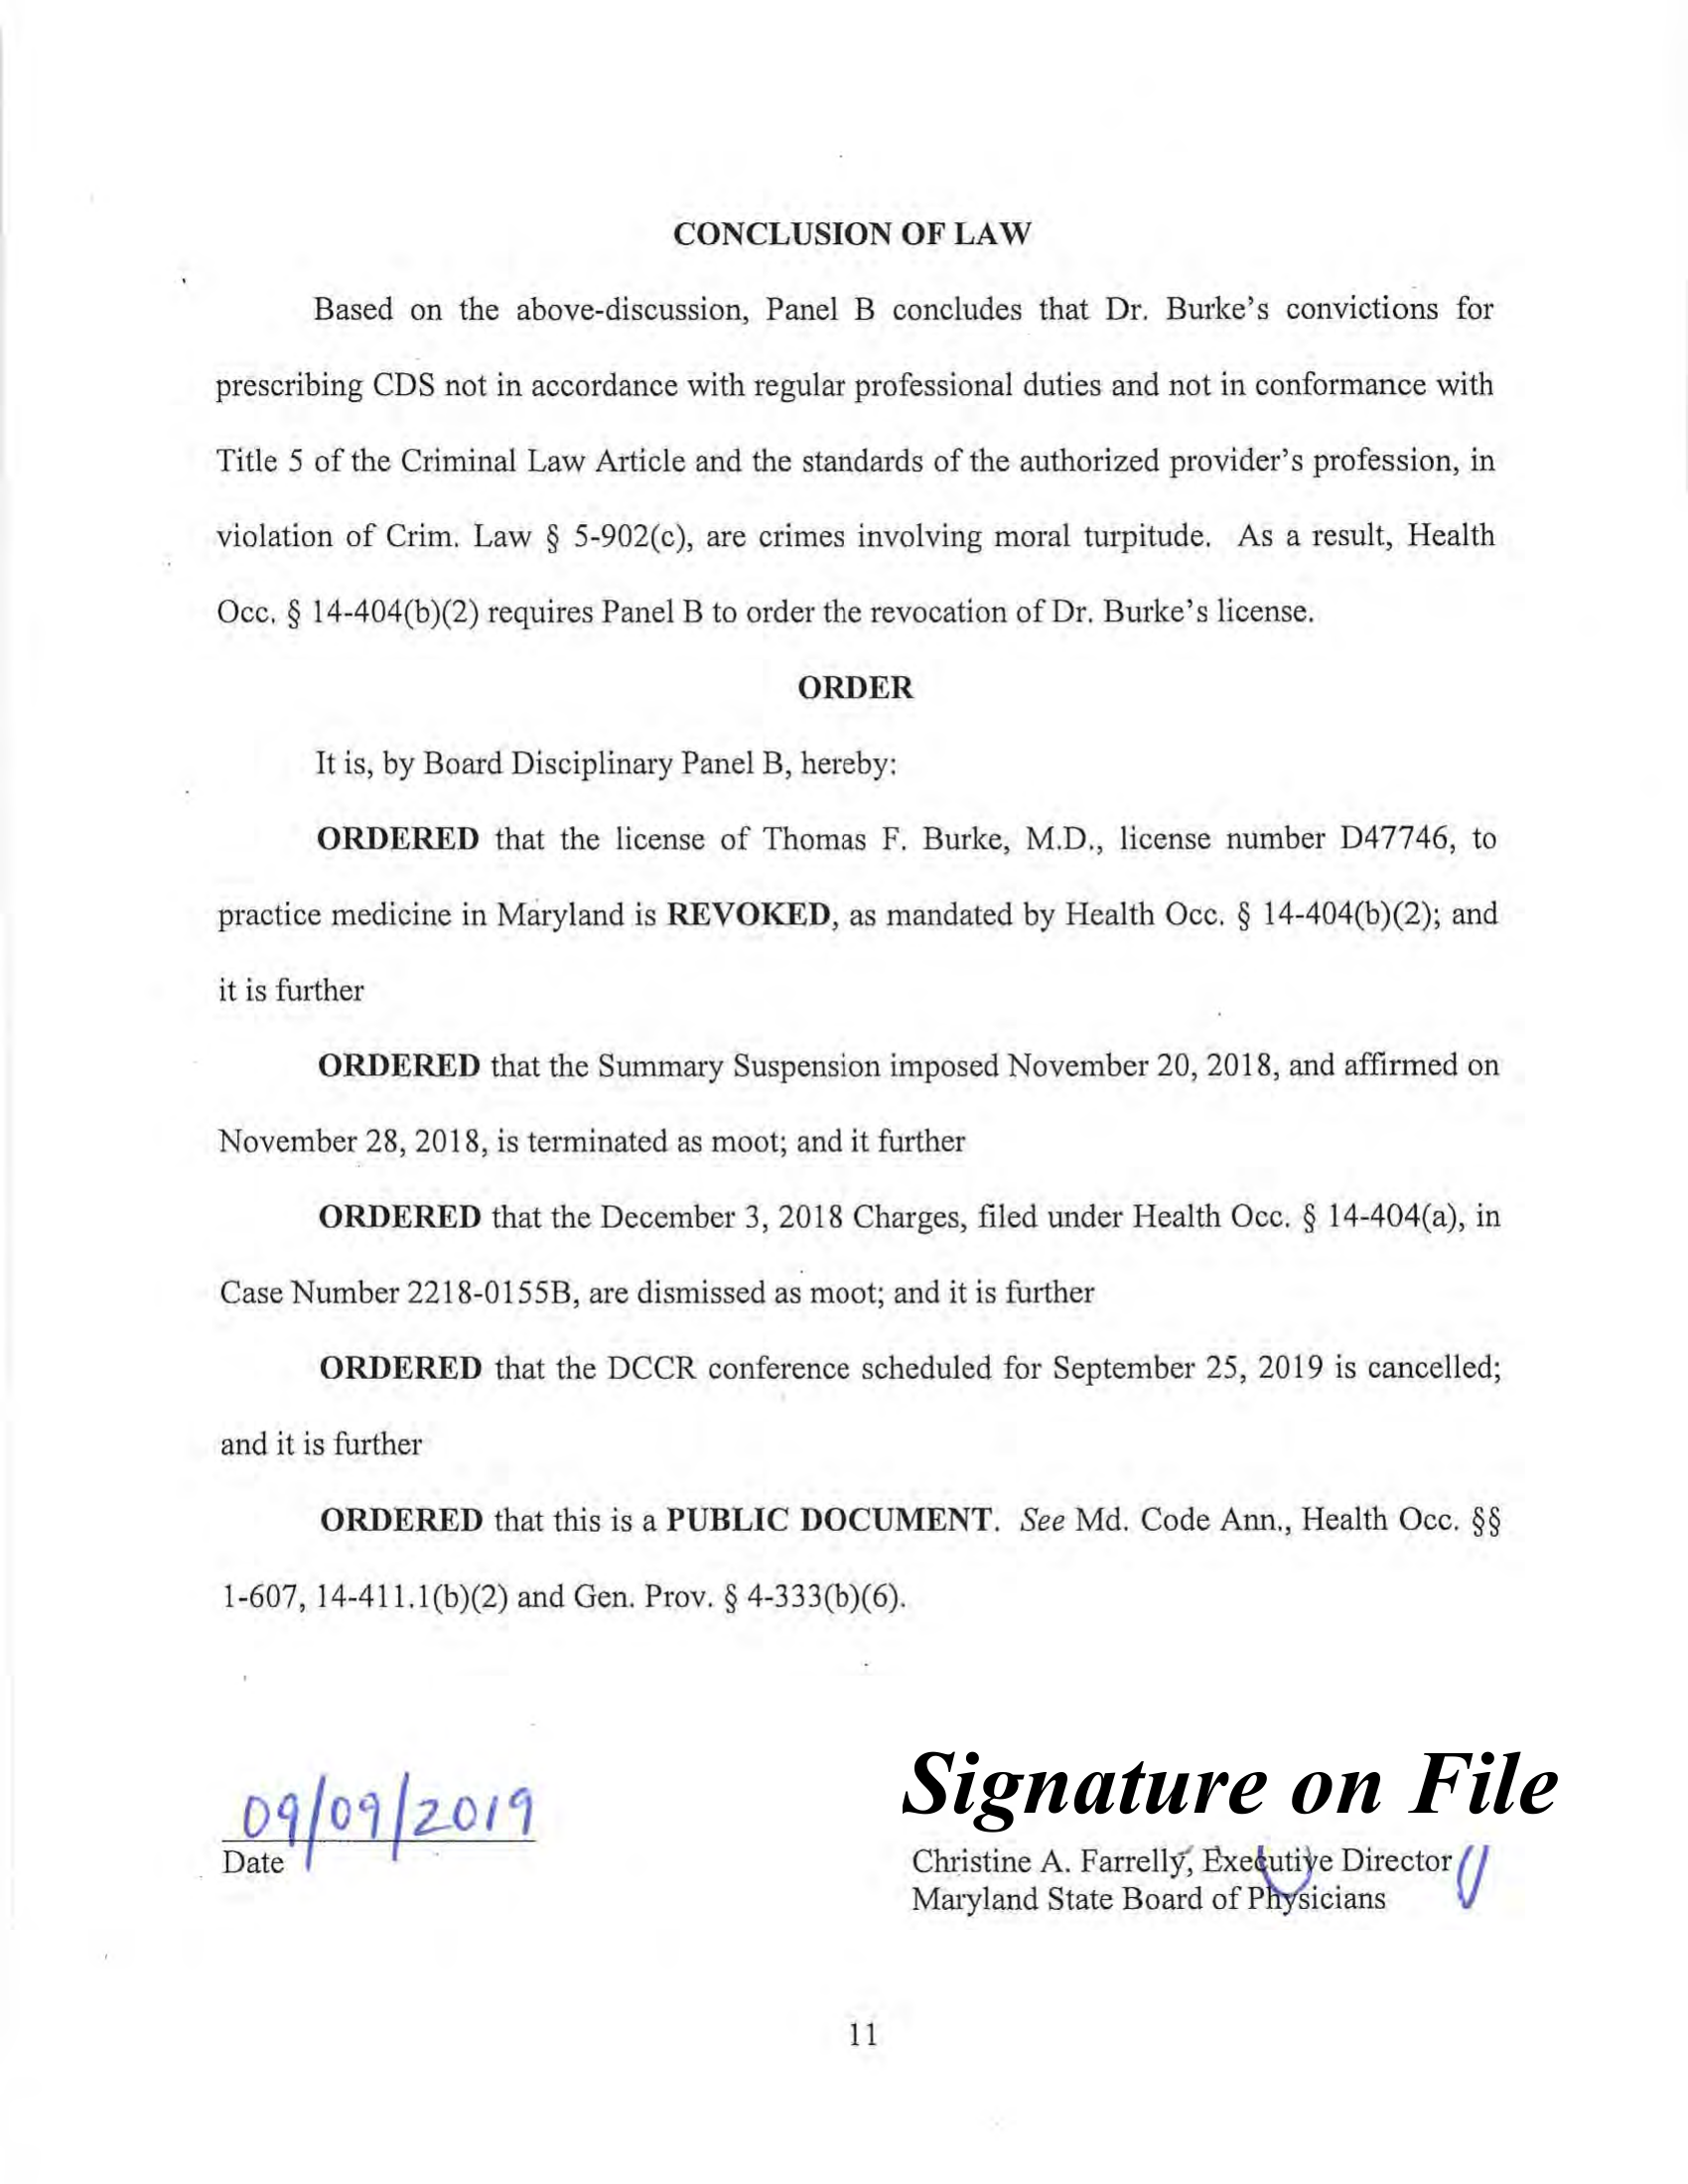 CONCLUSION OF LAW
Based on the above-discussion, Panel B concludes that Dr. Burke's convictions for
prescribing CDS not in accordance with regular professional duties and not in conformance with
Title 5 of the Criminal Law Article and the standards of the authorized provider's profession, in
violation of Crim. Law § 5-902(c), are crimes involving moral turpitude. As a result, Health
Occ. § 14-404(b)(2) requires Panel B to order the revocation of Dr. Burke's license.
ORDER
It is, by Board Disciplinary Panel B, hereby:
ORDERED that the license of Thomas F. Burke, M.D., license number D47746, to
practice medicine in Maryland is REVOKED, as mandated by Health Occ. § 14-404(b)(2); and
it is further
ORDERED that the Summary Suspension imposed November 20, 2018, and affirmed on
November 28, 2018, is terminated as moot; and it further
ORDERED that the December 3, 2018 Charges, filed under Health Occ. § 14-404(a), in
Case Number 2218-0155B, are dismissed as moot; and it is further
ORDERED that the DCCR conference scheduled for September 25, 2019 is cancelled;
and it is further
ORDERED that this is a PUBLIC DOCUMENT. See Md. Code Ann., Health Occ. §§
1-607, 14-411.1(b)(2) and Gen. Prov. § 4-333(b)(6).
09/09/2019
Date
Signature on File
Christine A. Farrelly, Executive Director
Maryland State Board of Physicians
11